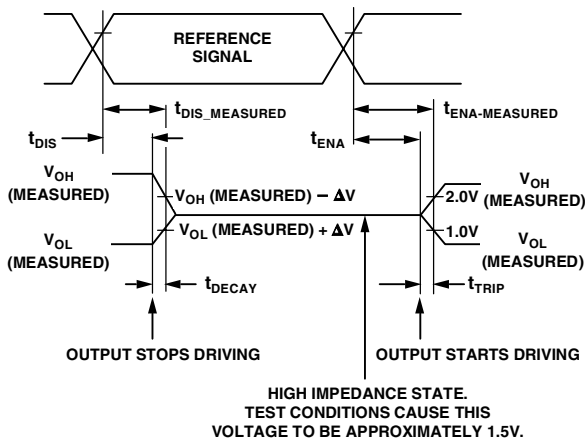 REFERENCE
SIGNAL
tDIS_MEASURED
tENA-MEASURED
tDIS
tENA
VOH
(MEASURED)
VOH (MEASURED) – ΔV
2.0V
VOH
(MEASURED)
VOL
(MEASURED)
VOL (MEASURED) + ΔV
1.0V
VOL
(MEASURED)
tDECAY
tTRIP
OUTPUT STOPS DRIVING
OUTPUT STARTS DRIVING
HIGH IMPEDANCE STATE.
TEST CONDITIONS CAUSE THIS
VOLTAGE TO BE APPROXIMATELY 1.5V.